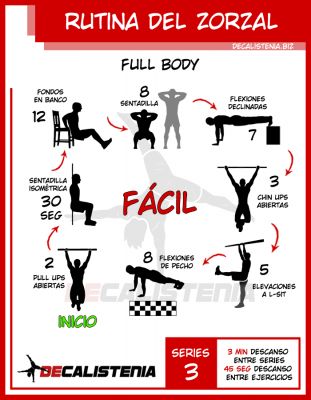 RUTINA DEL ZORZAL
DECALISTENIA.BIZ
FULL BODY
FONDOS
EN BANCO
12
8
SENTADILLA
FLEXIONES
DECLINADAS
7
SENTADILLA
ISOMÉTRICA
30
SEG
FÁCIL
3
CHIN UPS
ABIERTAS
2
PULL UPS
ABIERTAS
INICIO
8
FLEXIONES
DE PECHO
5
ELEVACIONES
A L-SIT
DECALISTENIA
DECALISTENIA
SERIES
3
3 MIN DESCANSO
ENTRE SERIES
45 SEG DESCANSO
ENTRE EJERCICIOS